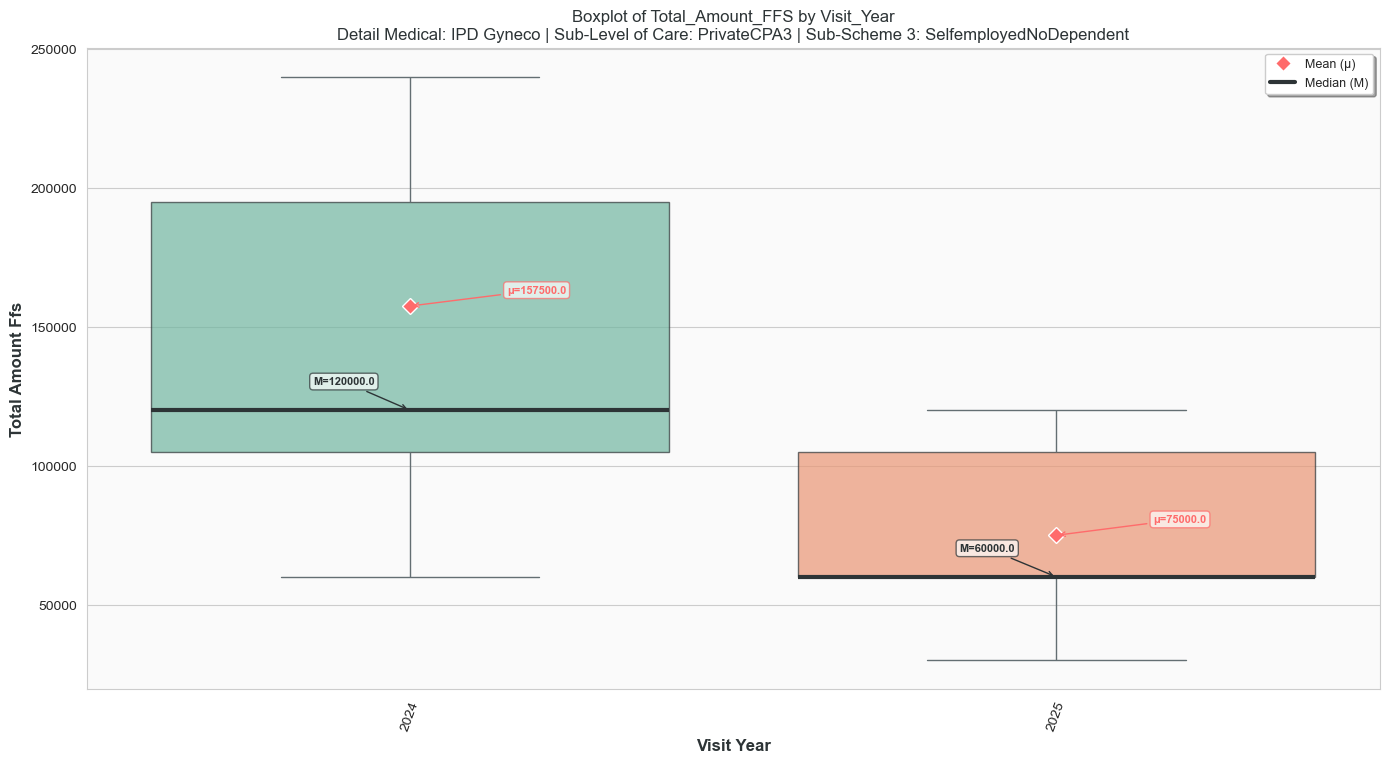 Boxplot of Total_Amount_FFS by Visit_Year
Detail Medical: IPD Gyneco | Sub-Level of Care: PrivateCPA3 | Sub-Scheme 3: SelfemployedNoDependent
Mean (μ)
Median (M)
Total Amount Ffs
250000
200000
150000
100000
50000
μ=157500.0
M=120000.0
μ=75000.0
M=60000.0
2024
2025
Visit Year